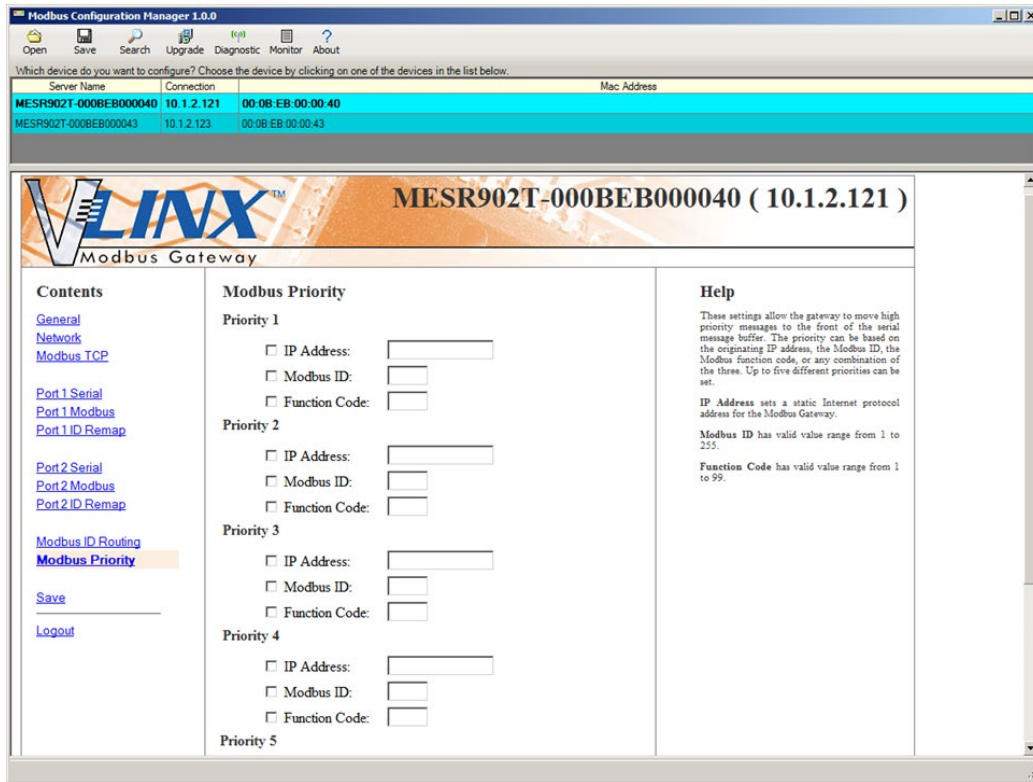 Modbus Configuration Manager 1.0.0
Open Save Search Upgrade Diagnostic Monitor About
Which device do you want to configure? Choose the device by clicking on one of the devices in the list below.
Server Name Connection Mac Address
MESR902T-000BEB000040 10.1.2.121 00:0B:EB:00:00:40
MESR902T-000BEB000043 10.1.2.123 00:0B:EB:00:00:43
VLINX™
Modbus Gateway
MESR902T-000BEB000040 ( 10.1.2.121 )
Contents
General
Network
Modbus TCP
Port 1 Serial
Port 1 Modbus
Port 1 ID Remap
Port 2 Serial
Port 2 Modbus
Port 2 ID Remap
Modbus ID Routing
Modbus Priority
Save
Logout
Modbus Priority
Priority 1
IP Address:
Modbus ID:
Function Code:
Priority 2
IP Address:
Modbus ID:
Function Code:
Priority 3
IP Address:
Modbus ID:
Function Code:
Priority 4
IP Address:
Modbus ID:
Function Code:
Priority 5
Help
These settings allow the gateway to move high
priority messages to the front of the serial
message buffer. The priority can be based on
the originating IP address, the Modbus ID, the
Modbus function code, or any combination of
the three. Up to five different priorities can be
set.
IP Address sets a static Internet protocol
address for the Modbus Gateway.
Modbus ID has valid value range from 1 to
255.
Function Code has valid value range from 1
to 99.